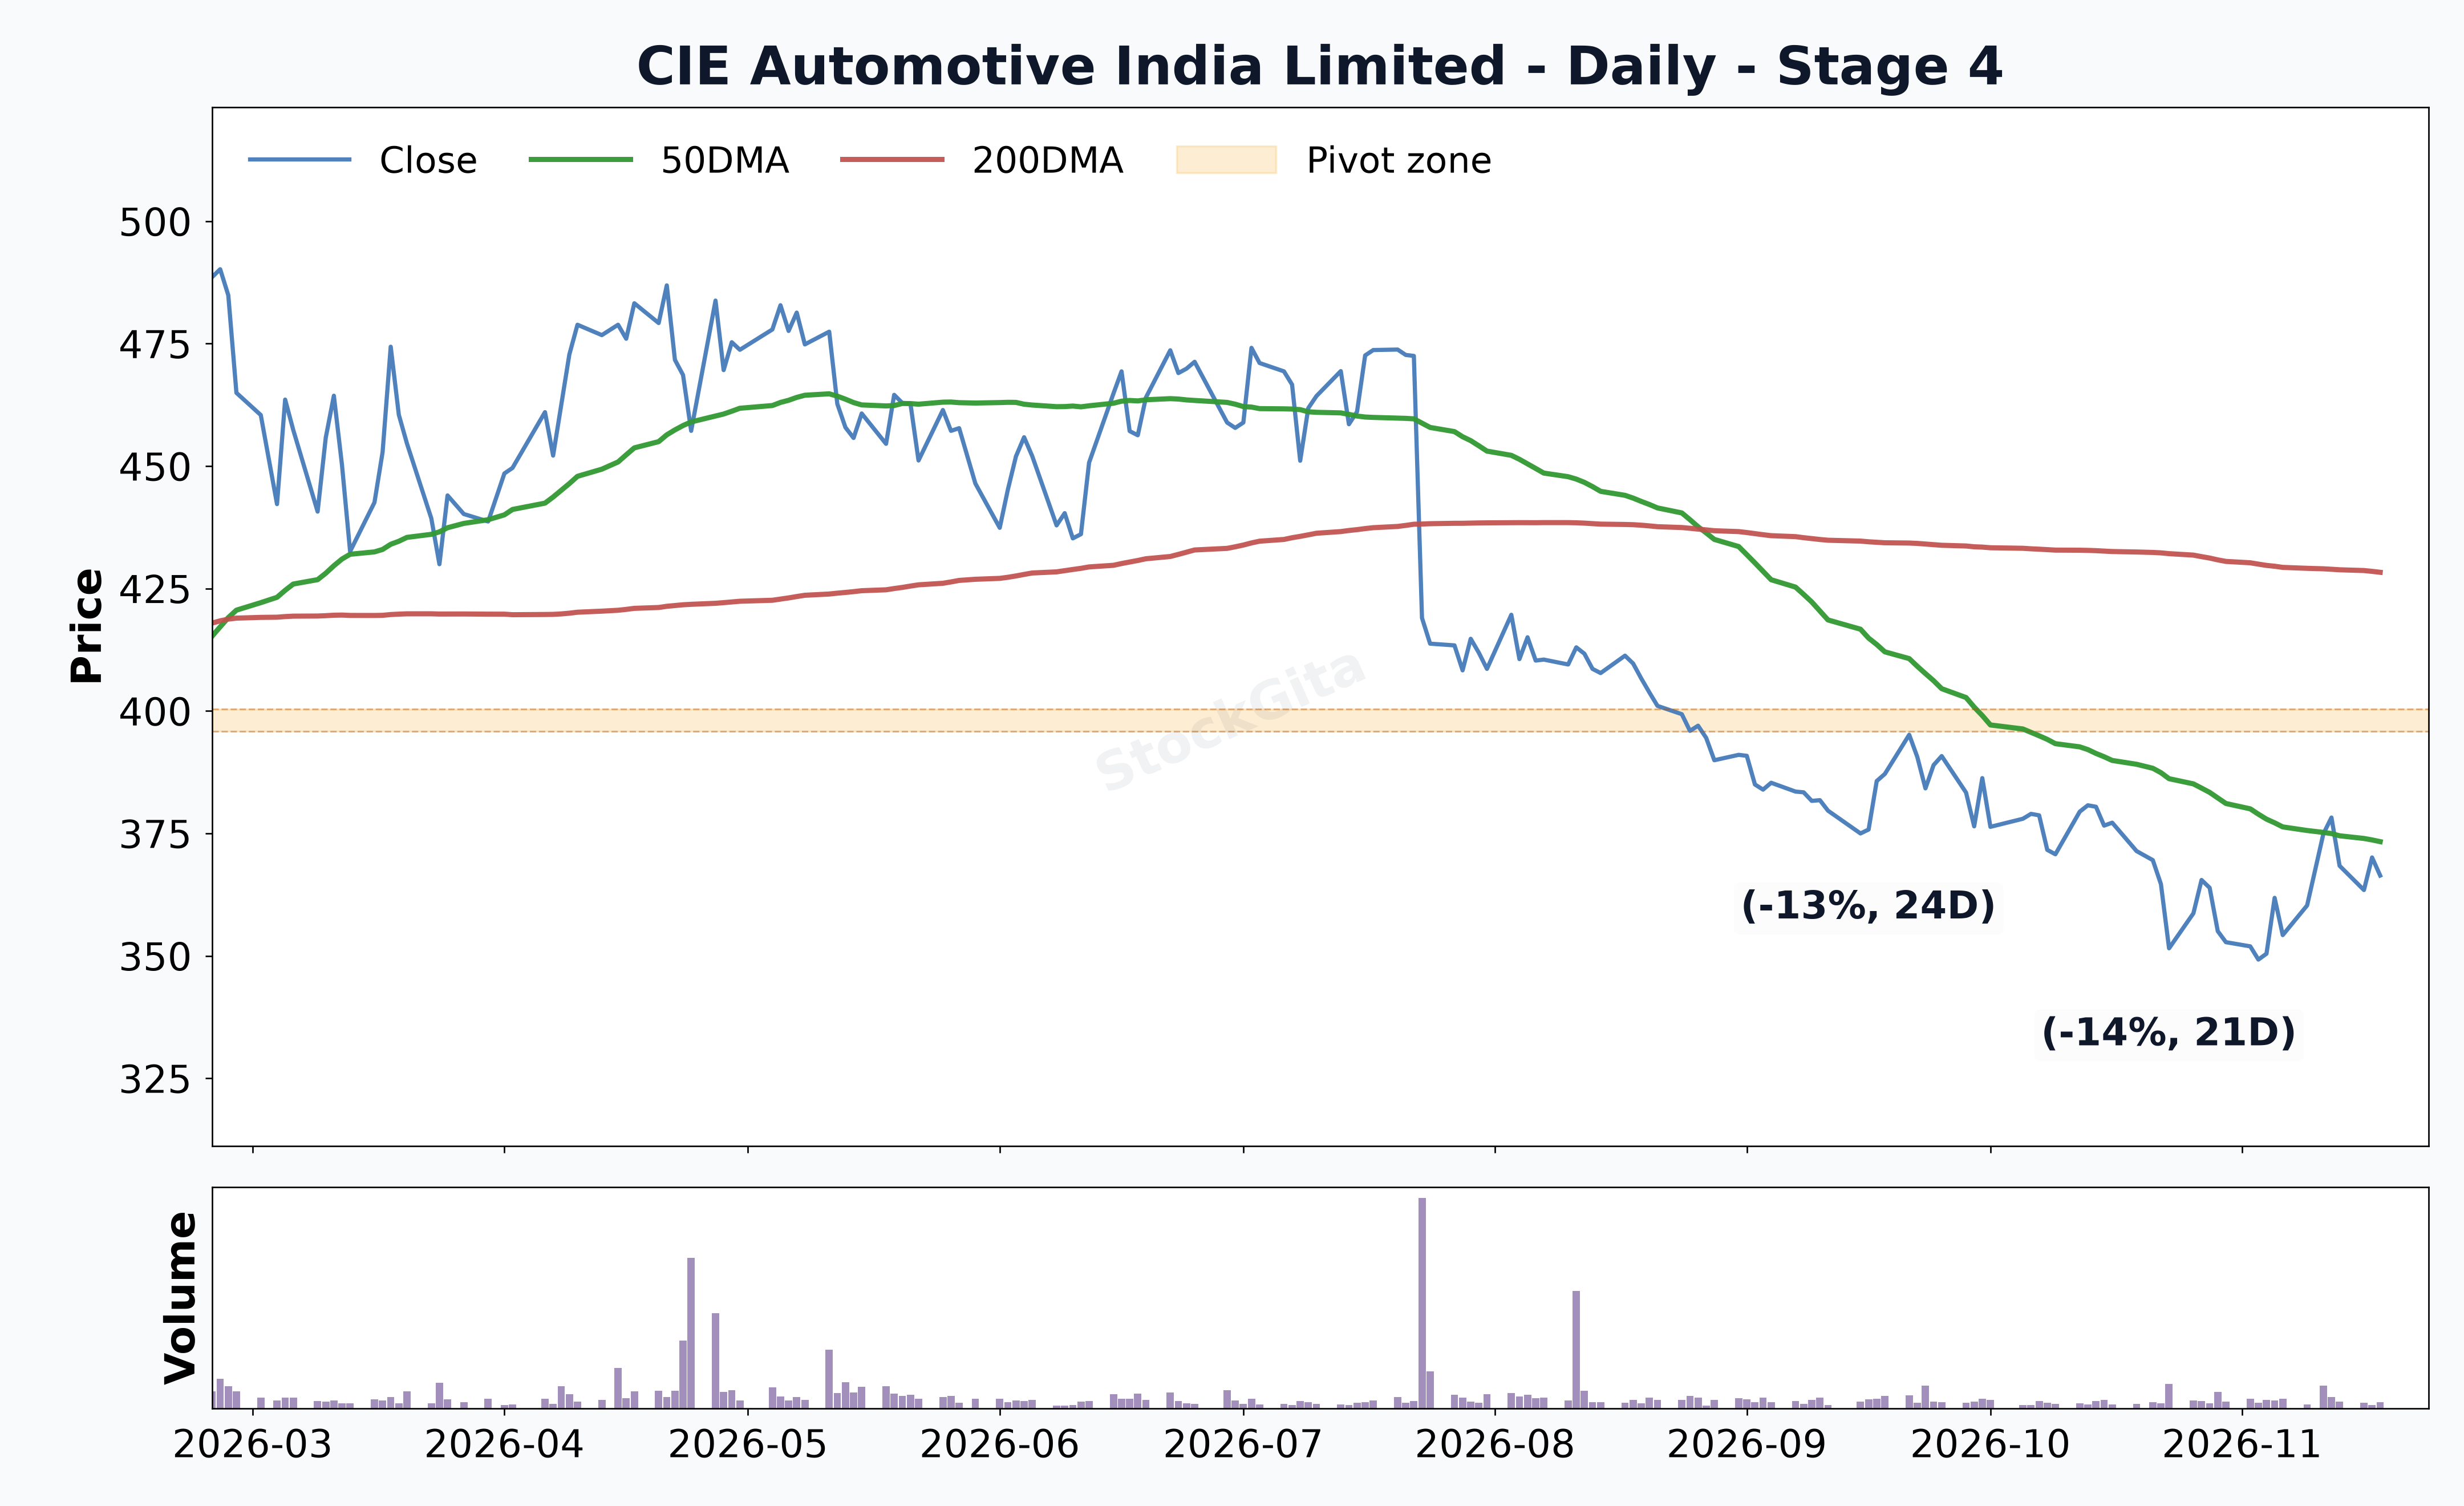 CIE Automotive India Limited - Daily - Stage 4
Close 50DMA 200DMA Pivot zone
Price
500
475
450
425
400
375
350
325
StockGita
(-13%, 24D)
(-14%, 21D)
Volume
2026-03 2026-04 2026-05 2026-06 2026-07 2026-08 2026-09 2026-10 2026-11